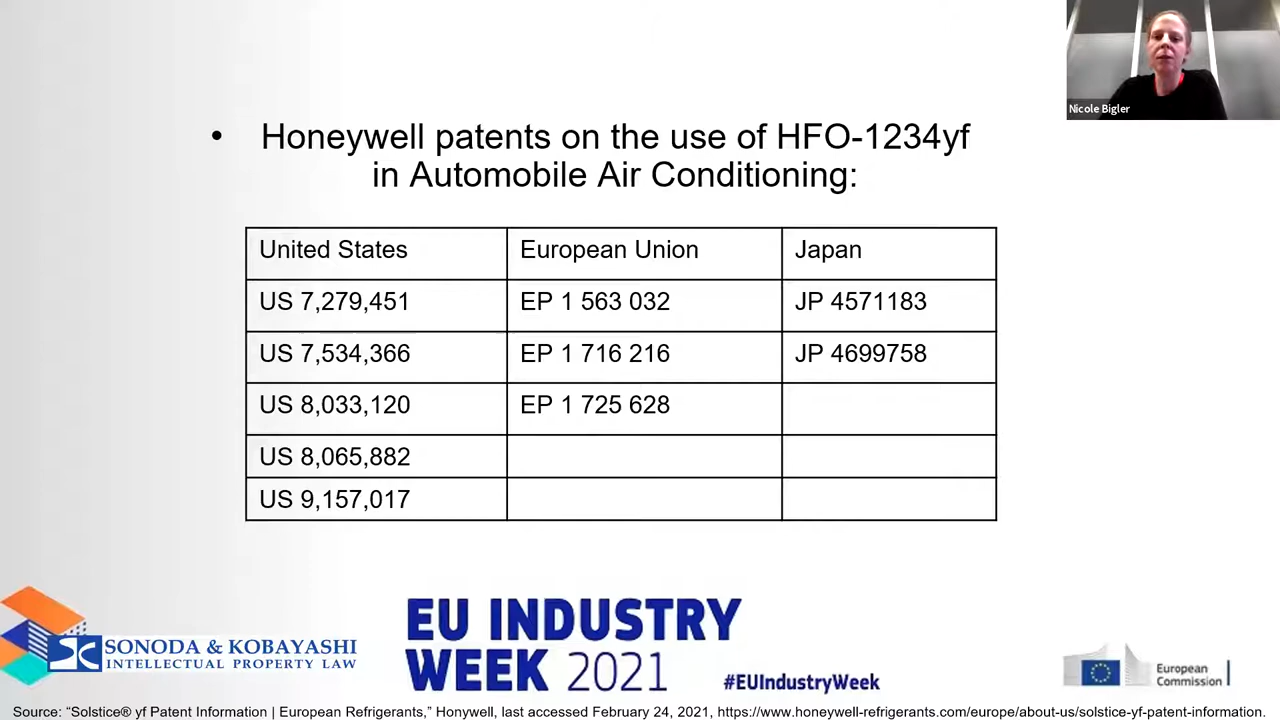 Nicole Bigler
• Honeywell patents on the use of HFO-1234yf
in Automobile Air Conditioning:
United States European Union Japan
US 7,279,451 EP 1 563 032 JP 4571183
US 7,534,366 EP 1 716 216 JP 4699758
US 8,033,120 EP 1 725 628
US 8,065,882
US 9,157,017
SONODA & KOBAYASHI
INTELLECTUAL PROPERTY LAW
EU INDUSTRY
WEEK 2021
#EUIndustryWeek
European
Commission
Source: “Solstice® yf Patent Information | European Refrigerants,” Honywell, last accessed February 24, 2021, https://www.honeywell-refrigerants.com/europe/about-us/solstice-yf-patent-information.